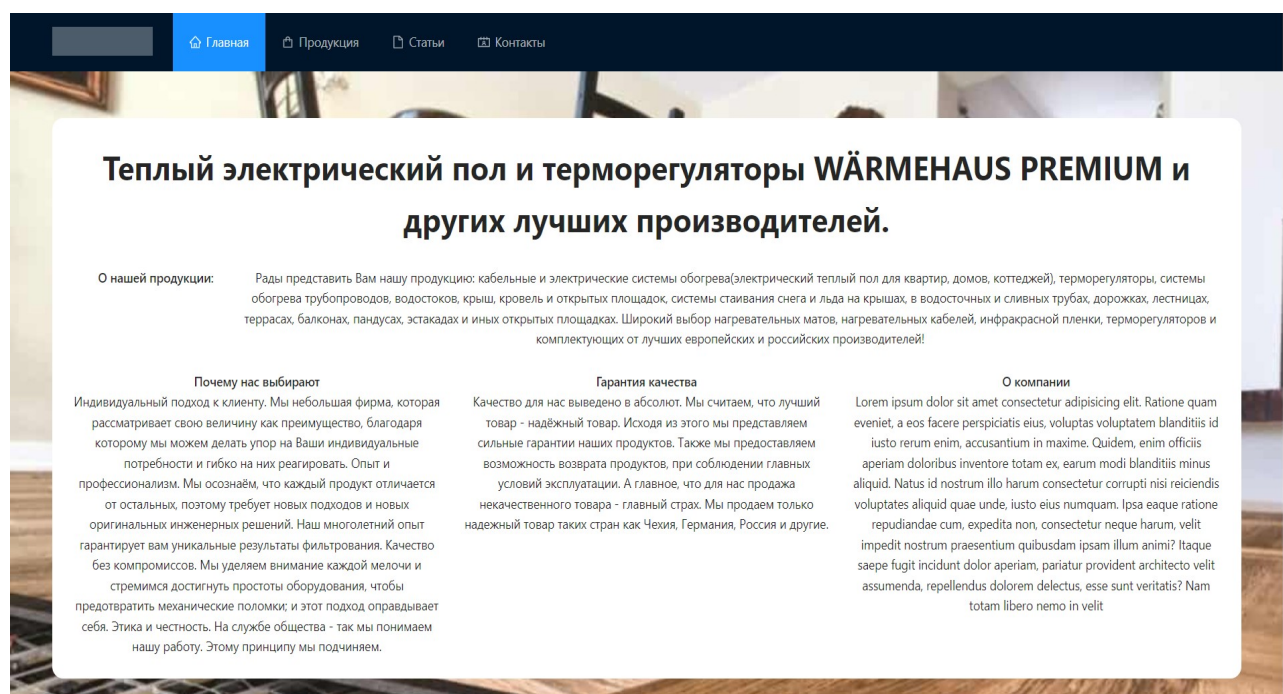 Главная
Продукция
Статьи
Контакты
Теплый электрический пол и терморегуляторы WÄRMEHAUS PREMIUM и
других лучших производителей.
О нашей продукции:
Рады представить Вам нашу продукцию: кабельные и электрические системы обогрева(электрический теплый пол для квартир, домов, коттеджей), терморегуляторы, системы
обогрева трубопроводов, водостоков, крыш, кровель и открытых площадок, системы стаивания снега и льда на крышах, в водосточных и сливных трубах, дорожках, лестницах,
террасах, балконах, пандусах, эстакадах и иных открытых площадках. Широкий выбор нагревательных матов, нагревательных кабелей, инфракрасной пленки, терморегуляторов и
комплектующих от лучших европейских и российских производителей!
Почему нас выбирают
Индивидуальный подход к клиенту. Мы небольшая фирма, которая
рассматривает свою величину как преимущество, благодаря
которому мы можем делать упор на Ваши индивидуальные
потребности и гибко на них реагировать. Опыт и
профессионализм. Мы осознаём, что каждый продукт отличается
от остальных, поэтому требует новых подходов и новых
оригинальных инженерных решений. Наш многолетний опыт
гарантирует вам уникальные результаты фильтрования. Качество
без компромиссов. Мы уделяем внимание каждой мелочи и
стремимся достигнуть простоты оборудования, чтобы
предотвратить механические поломки; и этот подход оправдывает
себя. Этика и честность. На службе общества - так мы понимаем
нашу работу. Этому принципу мы подчиняем.
Гарантия качества
Качество для нас выведено в абсолют. Мы считаем, что лучший
товар - надёжный товар. Исходя из этого мы представляем
сильные гарантии наших продуктов. Также мы предоставляем
возможность возврата продуктов, при соблюдении главных
условий эксплуатации. А главное, что для нас продажа
некачественного товара - главный страх. Мы продаем только
надежный товар таких стран как Чехия, Германия, Россия и другие.
О компании
Lorem ipsum dolor sit amet consectetur adipisicing elit. Ratione quam
eveniet, a eos facere perspiciatis eius, voluptas voluptatem blanditiis id
iusto rerum enim, accusantium in maxime. Quidem, enim officiis
aperiam doloribus inventore totam ex, earum modi blanditiis minus
aliquid. Natus id nostrum illo harum consectetur corrupti nisi reiciendis
voluptates aliquid quae unde, iusto eius numquam. Ipsa eaque ratione
repudiandae cum, expedita non, consectetur neque harum, velit
impedit nostrum praesentium quibusdam ipsam illum animi? Itaque
saepe fugit incidunt dolor aperiam, pariatur provident architecto velit
assumenda, repellendus dolorem delectus, esse sunt veritatis? Nam
totam libero nemo in velit